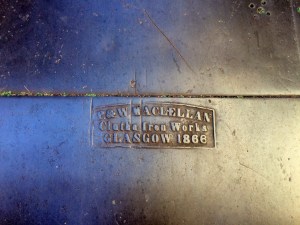 P&W MACLELLAN
Clutha Iron Works
GLASGOW 1866